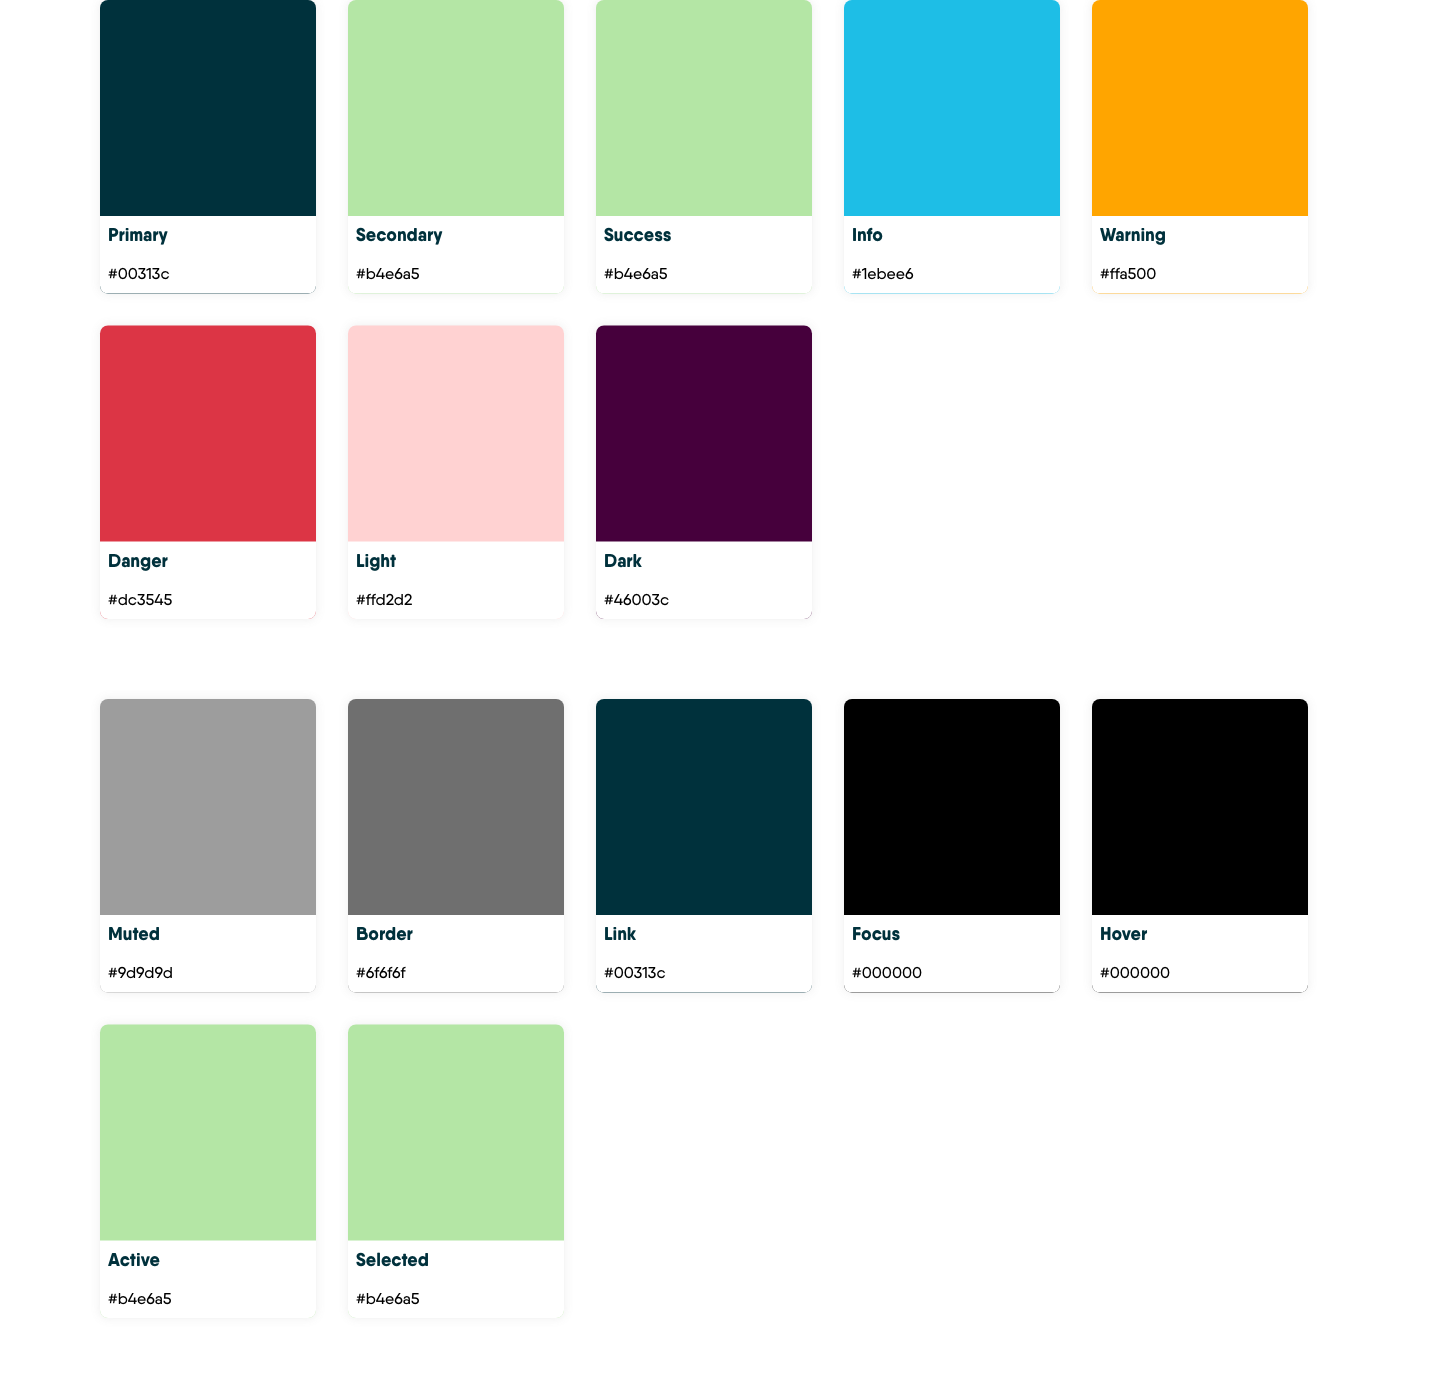 Primary
#00313c
Secondary
#b4e6a5
Success
#b4e6a5
Info
#1ebee6
Warning
#ffa500
Danger
#dc3545
Light
#ffd2d2
Dark
#46003c
Muted
#9d9d9d
Border
#6f6f6f
Link
#00313c
Focus
#000000
Hover
#000000
Active
#b4e6a5
Selected
#b4e6a5